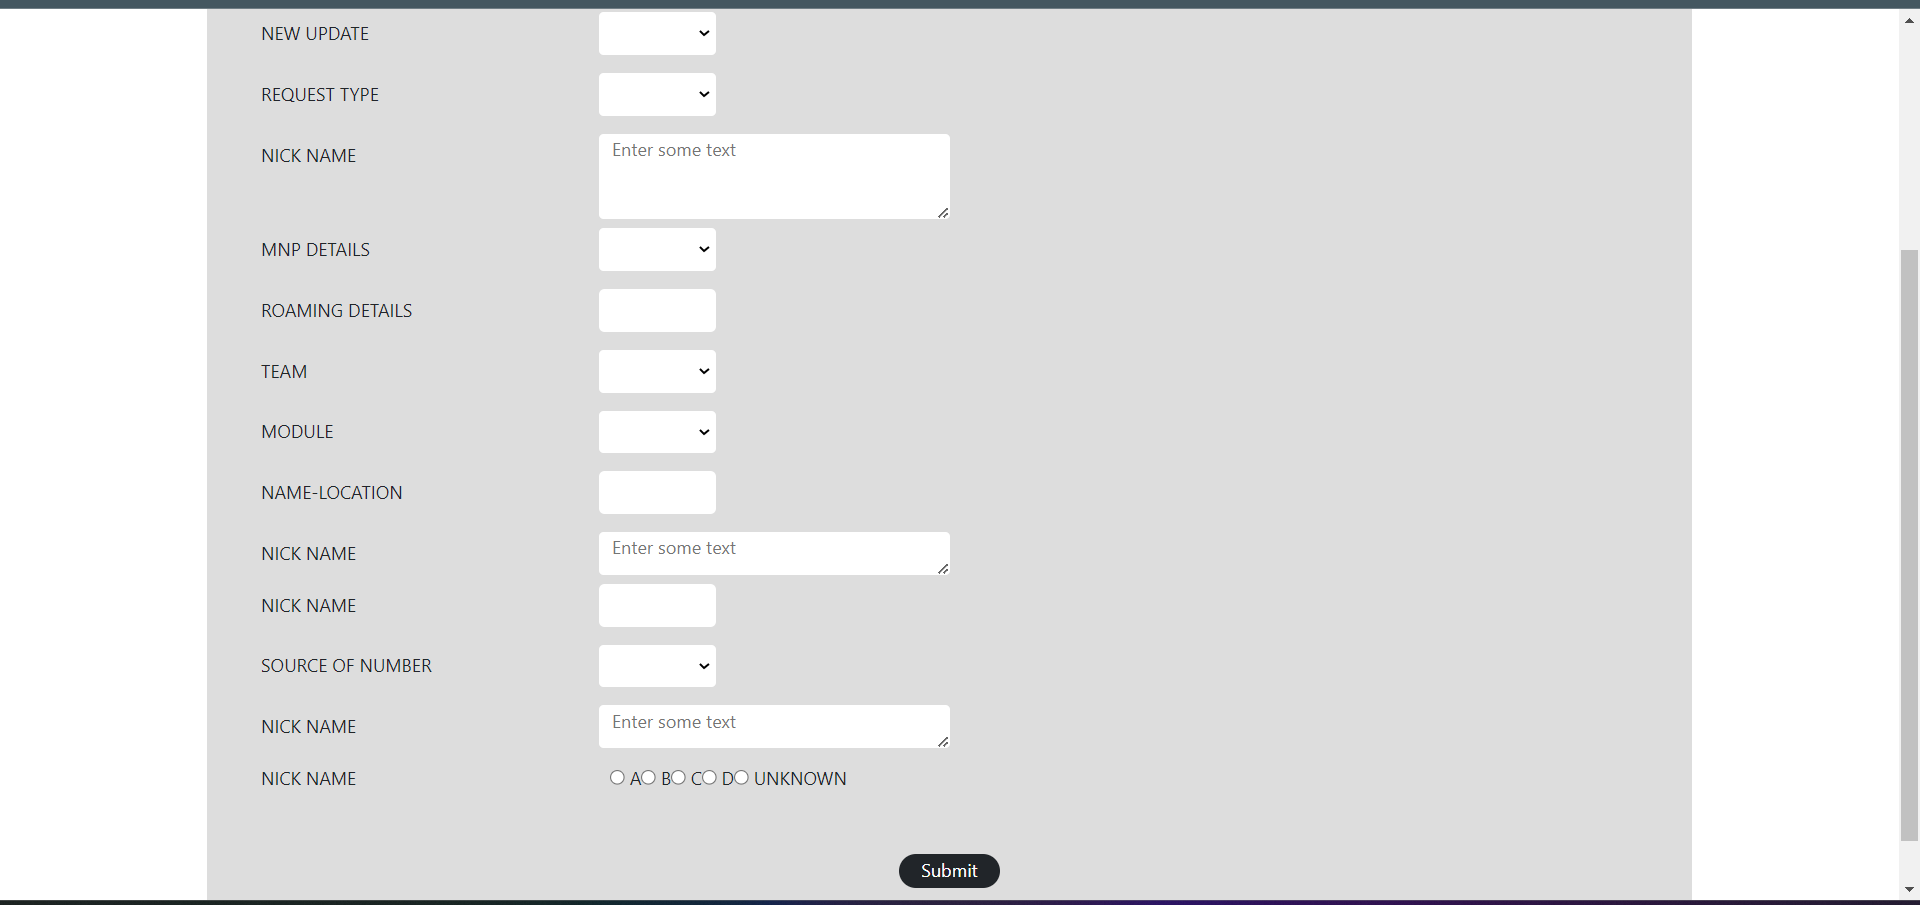 NEW UPDATE
REQUEST TYPE
NICK NAME
Enter some text
MNP DETAILS
ROAMING DETAILS
TEAM
MODULE
NAME-LOCATION
NICK NAME
Enter some text
NICK NAME
SOURCE OF NUMBER
NICK NAME
Enter some text
NICK NAME
A B C D UNKNOWN
Submit